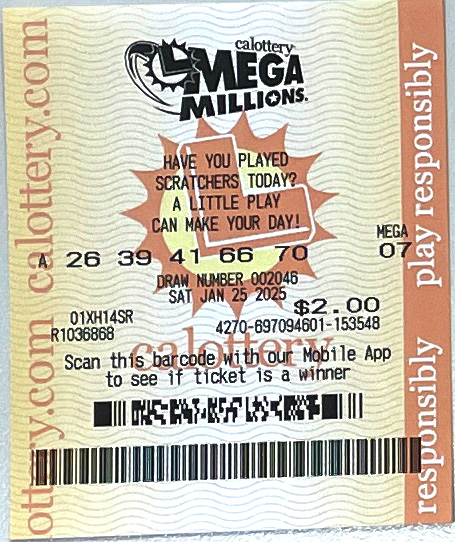 calottery
MEGA
MILLIONS.
HAVE YOU PLAYED
SCRATCHERS TODAY?
A LITTLE PLAY
CAN MAKE YOUR DAY!
MEGA
A 26 39 41 66 70 07
DRAW NUMBER 002046
SAT JAN 25 2025
$2.00
01XH14SR
R1036868 4270-697094601-153548
calottery
Scan this barcode with our Mobile App
to see if ticket is a winner
ottery.com calottery.com
play responsibly
responsibly